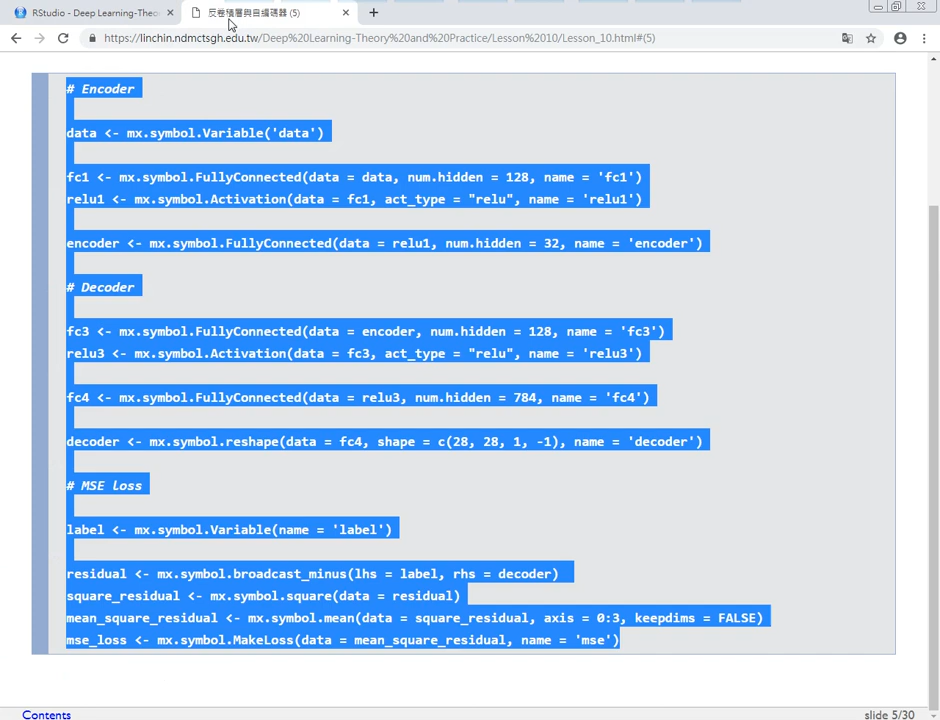 RStudio - Deep Learning-Theo
反卷積層與自編碼器 (5)
https://linchin.ndmctsgh.edu.tw/Deep%20Learning-Theory%20and%20Practice/Lesson%2010/Lesson_10.html#(5)
# Encoder
data <- mx.symbol.Variable('data')
fc1 <- mx.symbol.FullyConnected(data = data, num.hidden = 128, name = 'fc1')
relu1 <- mx.symbol.Activation(data = fc1, act_type = "relu", name = 'relu1')
encoder <- mx.symbol.FullyConnected(data = relu1, num.hidden = 32, name = 'encoder')
# Decoder
fc3 <- mx.symbol.FullyConnected(data = encoder, num.hidden = 128, name = 'fc3')
relu3 <- mx.symbol.Activation(data = fc3, act_type = "relu", name = 'relu3')
fc4 <- mx.symbol.FullyConnected(data = relu3, num.hidden = 784, name = 'fc4')
decoder <- mx.symbol.reshape(data = fc4, shape = c(28, 28, 1, -1), name = 'decoder')
# MSE loss
label <- mx.symbol.Variable(name = 'label')
residual <- mx.symbol.broadcast_minus(lhs = label, rhs = decoder)
square_residual <- mx.symbol.square(data = residual)
mean_square_residual <- mx.symbol.mean(data = square_residual, axis = 0:3, keepdims = FALSE)
mse_loss <- mx.symbol.MakeLoss(data = mean_square_residual, name = 'mse')
Contents
slide 5/30